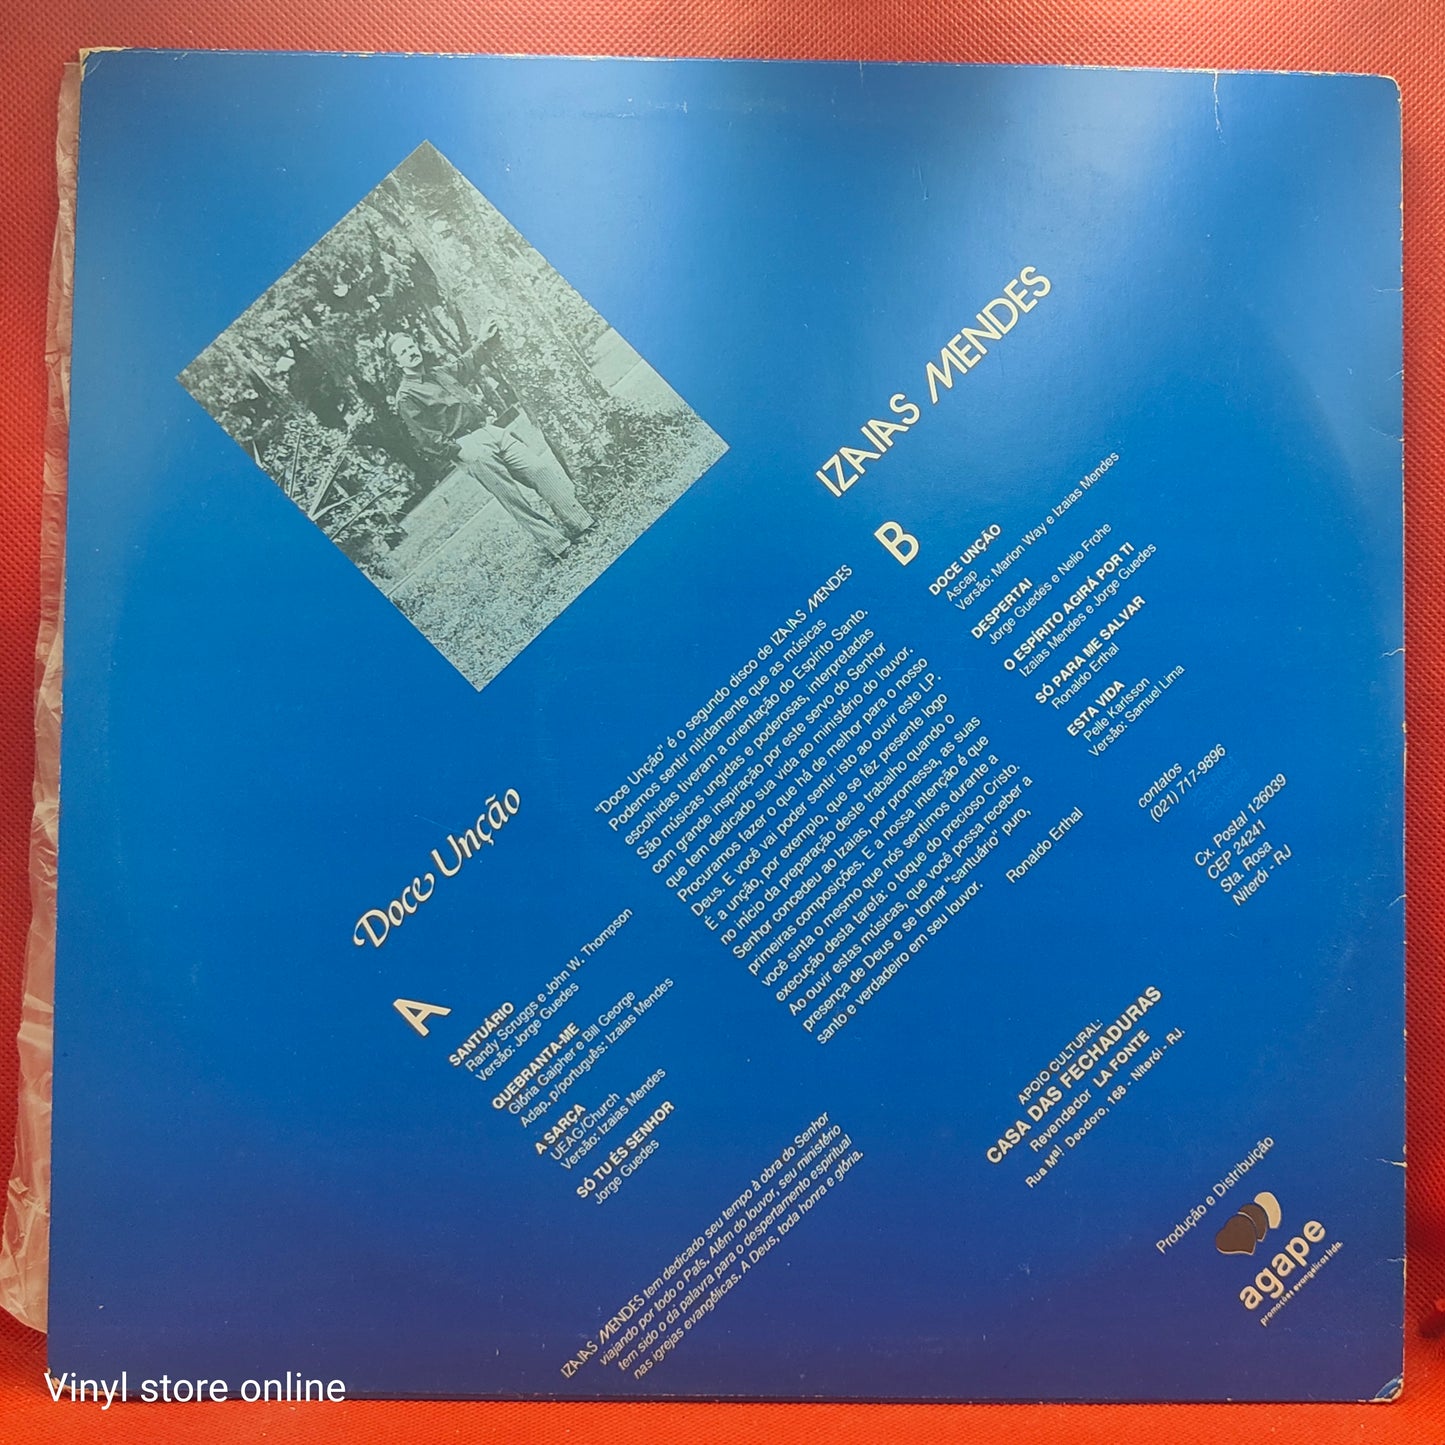 IZAIAS MENDES
Doce Unção
A
SANTUÁRIO
Randy Scruggs e John W. Thompson
Versão: Jorge Guedes
QUEBRANTA-ME
Glória Gaipher e Bill George
Adap. p/português: Izaias Mendes
A SARÇA
UEAG/Church
Versão: Izaias Mendes
SÓ TU ÉS SENHOR
Jorge Guedes
"Doce Unção" é o segundo disco de IZAIAS MENDES
Podemos sentir nitidamente que as músicas
escolhidas tiveram a orientação do Espírito Santo.
São músicas ungidas e poderosas, interpretadas
com grande inspiração por este servo do Senhor
que tem dedicado sua vida ao ministério do louvor.
Procuramos fazer o que há de melhor para o nosso
Deus. E você vai poder sentir isto ao ouvir este LP.
É a unção, por exemplo, que se fêz presente logo
no início da preparação deste trabalho quando o
Senhor concedeu ao Izaias, por promessa, as suas
primeiras composições. E a nossa intenção é que
você sinta o mesmo que nós sentimos durante a
execução desta tarefa: o toque do precioso Cristo.
Ao ouvir estas músicas, que você possa receber a
presença de Deus e se tornar "santuário" puro,
santo e verdadeiro em seu louvor.
Ronaldo Erthal
B
DOCE UNÇÃO
Ascap
Versão: Marion Way e Izaias Mendes
DESPERTAI
Jorge Guedes e Nelio Frohe
O ESPÍRITO AGIRÁ POR TI
Izaias Mendes e Jorge Guedes
SÓ PARA ME SALVAR
Ronaldo Erthal
ESTA VIDA
Pelle Karlsson
Versão: Samuel Lima
contatos
(021) 717-9896
Cx. Postal 126039
CEP 24241
Sta. Rosa
Niterói - RJ
IZAIAS MENDES tem dedicado seu tempo à obra do Senhor
viajando por todo o País. Além do louvor, seu ministério
tem sido o da palavra para o despertamento espiritual
nas igrejas evangélicas. A Deus, toda honra e glória.
APOIO CULTURAL:
CASA DAS FECHADURAS
Revendedor LA FONTE
Rua Mal Deodoro, 168 - Niterói - RJ.
Produção e Distribuição
agape
promoções evangélicas ltda.
Vinyl store online